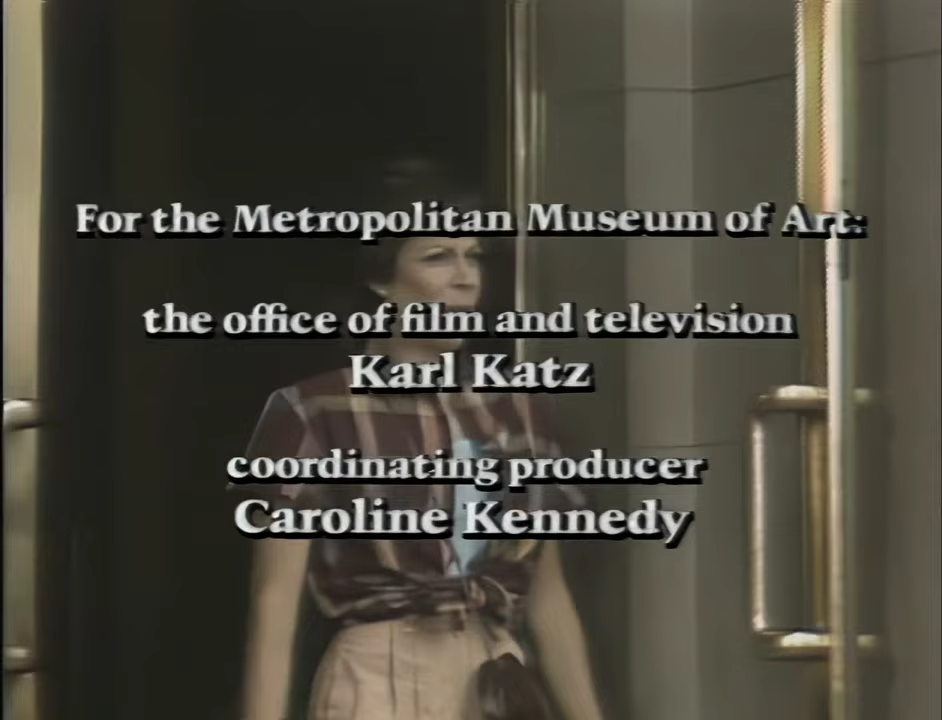 For the Metropolitan Museum of Art:
the office of film and television
Karl Katz
coordinating producer
Caroline Kennedy